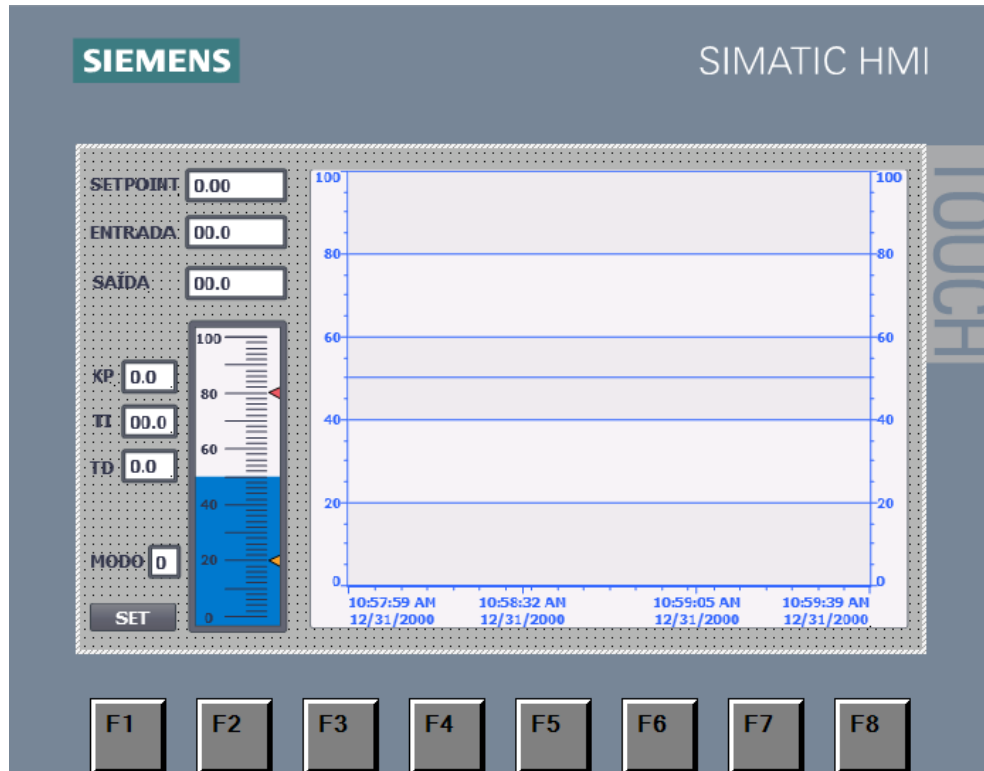 SIEMENS
SIMATIC HMI
TOUCH
SETPOINT 0.00
ENTRADA 00.0
SAÍDA 00.0
KP 0.0
TI 00.0
TD 0.0
MODO 0
SET
100
80
60
40
20
0
100
80
60
40
20
0
100
80
60
40
20
0
10:57:59 AM 10:58:32 AM 10:59:05 AM 10:59:39 AM
12/31/2000 12/31/2000 12/31/2000 12/31/2000
F1 F2 F3 F4 F5 F6 F7 F8